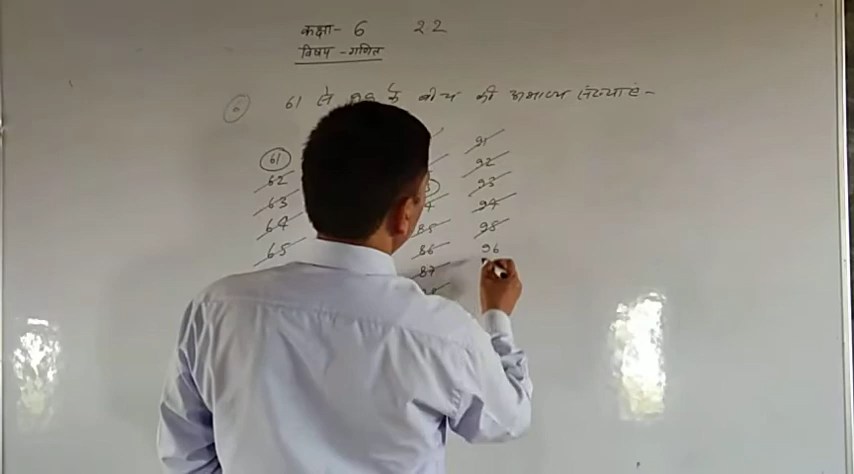 कक्षा- 6 22
विषय -गणित
6 61 से के बीच की अभाज्य संख्याएं-
91
61 92
62 93
63 94
64 85 95
65 86 96
87